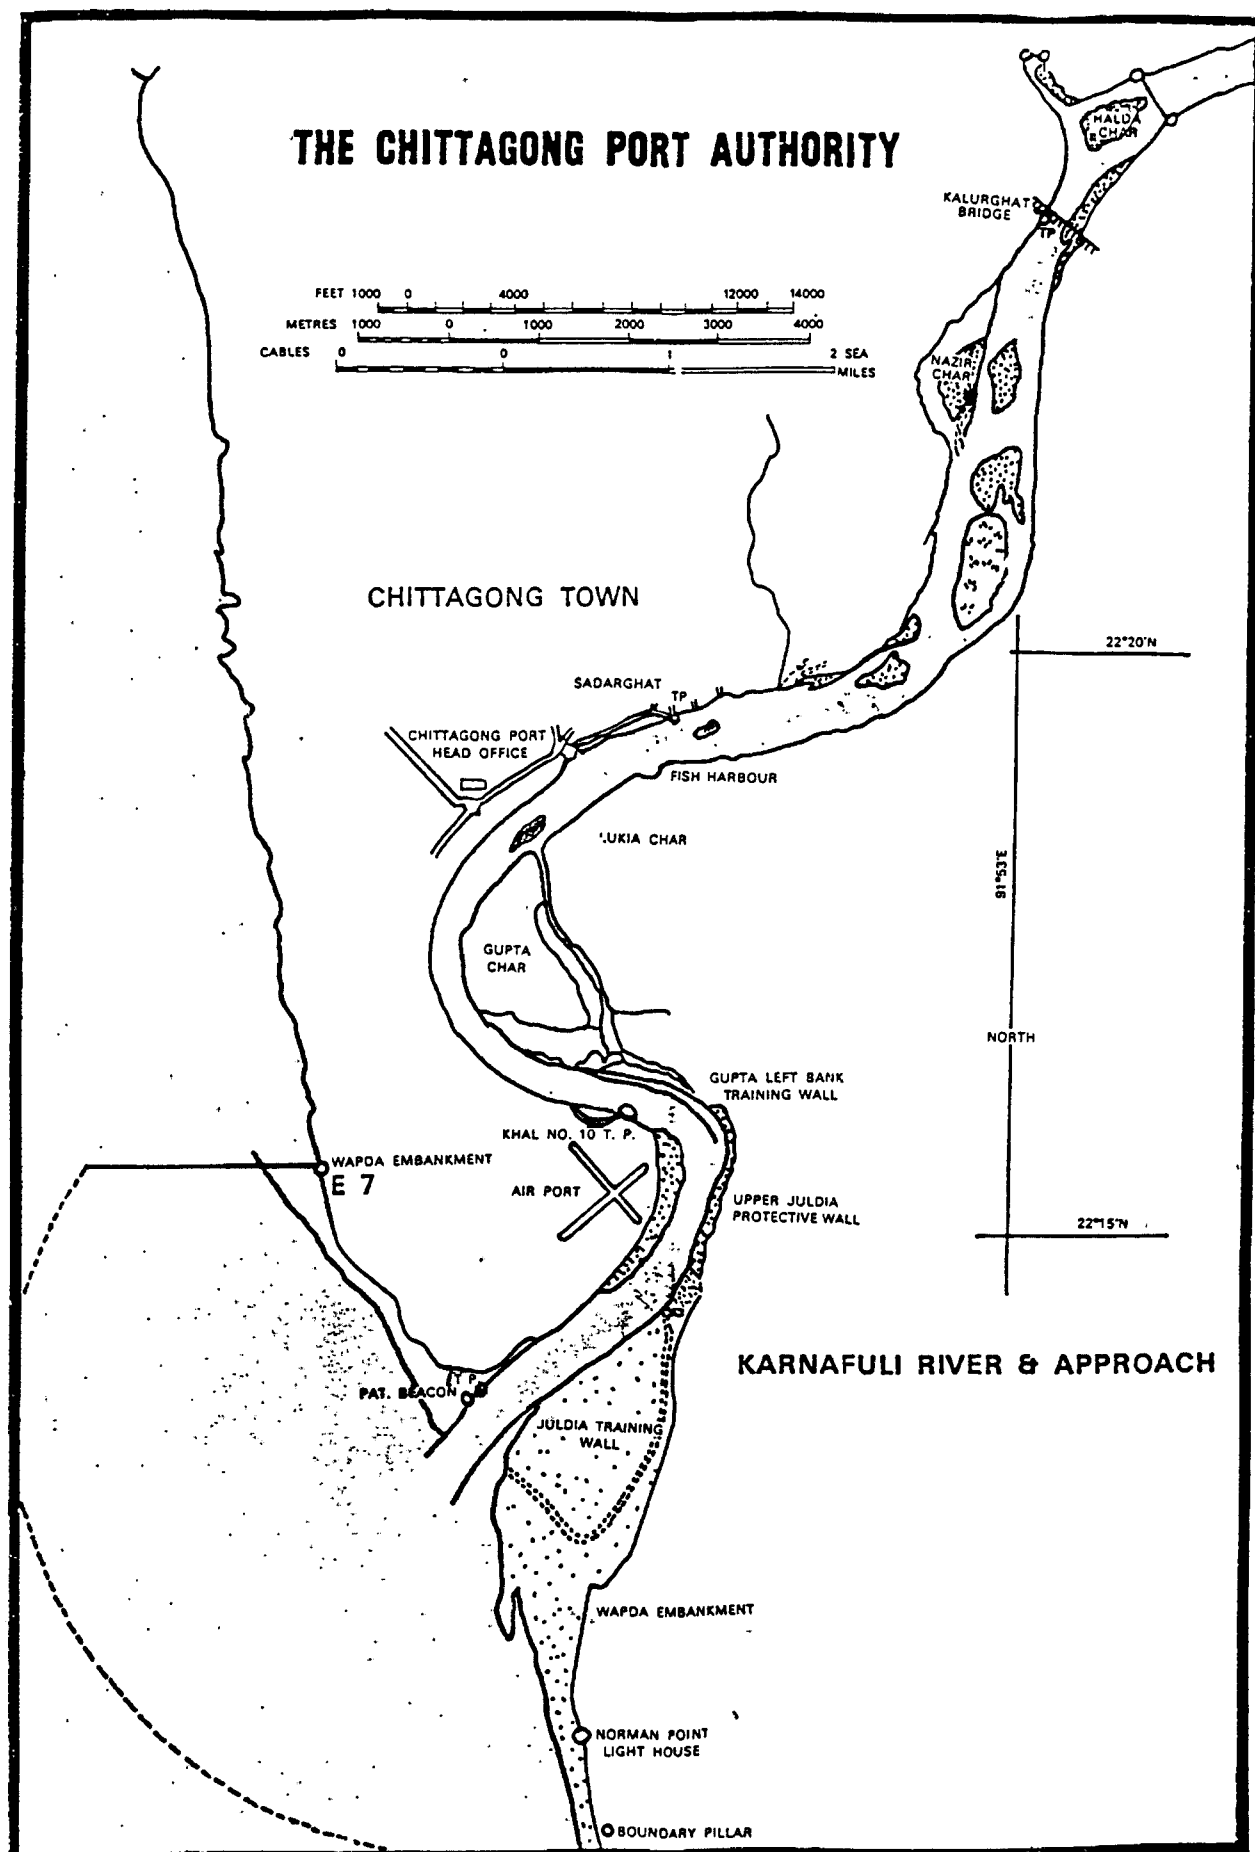 THE CHITTAGONG PORT AUTHORITY
HALDA
CHAR
KALURGHAT
BRIDGE
TP
FEET 1000 0 4000 12000 14000
METRES 1000 0 1000 2000 3000 4000
CABLES 0 0 1 2 SEA
MILES
NAZIR
CHAR
CHITTAGONG TOWN
22°20'N
SADARGHAT
TP
CHITTAGONG PORT
HEAD OFFICE
FISH HARBOUR
LUKIA CHAR
91°53'E
GUPTA
CHAR
NORTH
GUPTA LEFT BANK
TRAINING WALL
KHAL NO. 10 T. P.
WAPDA EMBANKMENT
E 7
AIR PORT
UPPER JULDIA
PROTECTIVE WALL
22°15'N
KARNAFULI RIVER & APPROACH
T P
PAT. BEACON
JULDIA TRAINING
WALL
WAPDA EMBANKMENT
NORMAN POINT
LIGHT HOUSE
BOUNDARY PILLAR